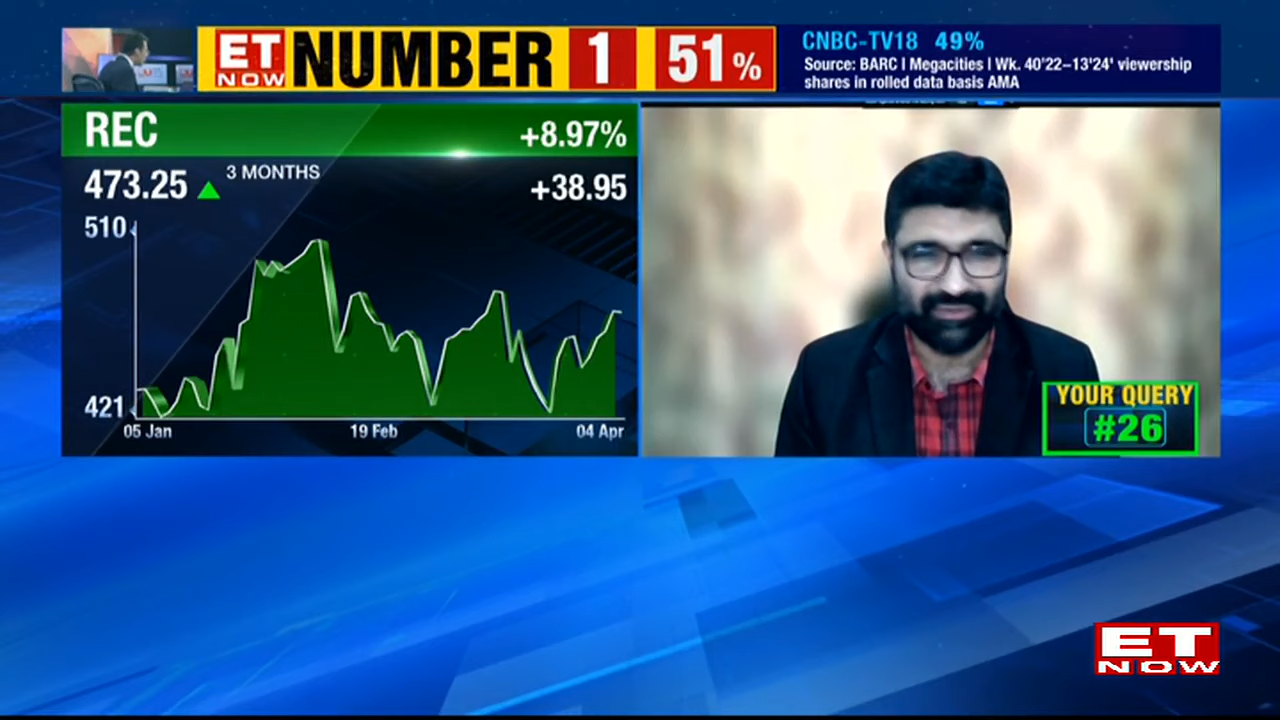 ET NOW NUMBER 1 51%
CNBC-TV18 49%
Source: BARC | Megacities | Wk. 40'22-13'24' viewership
shares in rolled data basis AMA
REC +8.97%
473.25 3 MONTHS +38.95
510
421
05 Jan 19 Feb 04 Apr
YOUR QUERY
#26
ET
NOW